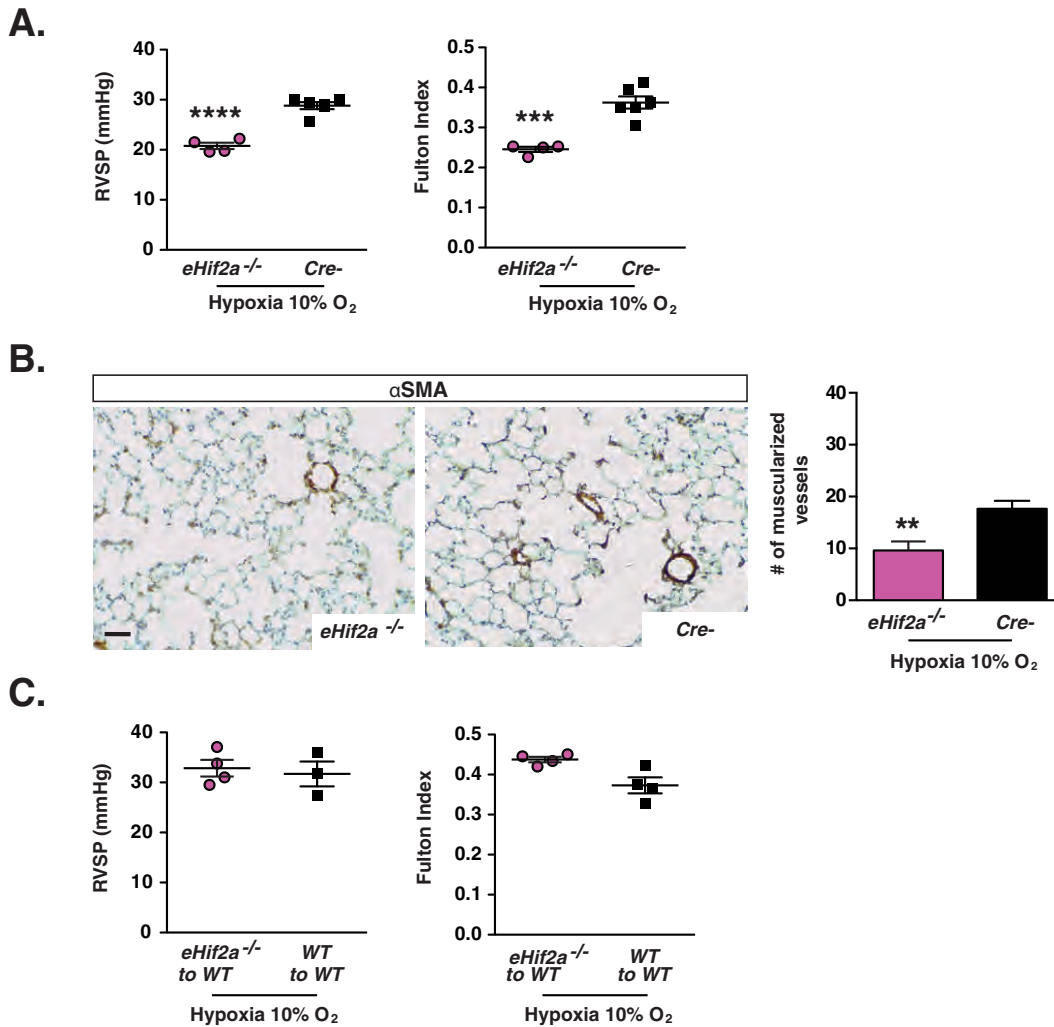 A.
RVSP (mmHg)
40
30
20
10
0
****
eHif2a -/- Cre-
Hypoxia 10% O2
Fulton Index
0.5
0.4
0.3
0.2
0.1
0.0
***
eHif2a -/- Cre-
Hypoxia 10% O2
B.
αSMA
eHif2a -/-
Cre-
# of muscularized
vessels
40
30
20
10
0
**
eHif2a-/- Cre-
Hypoxia 10% O2
C.
RVSP (mmHg)
40
30
20
10
0
eHif2a-/- WT
to WT to WT
Hypoxia 10% O2
Fulton Index
0.5
0.4
0.3
0.2
0.1
0.0
eHif2a-/- WT
to WT to WT
Hypoxia 10% O2